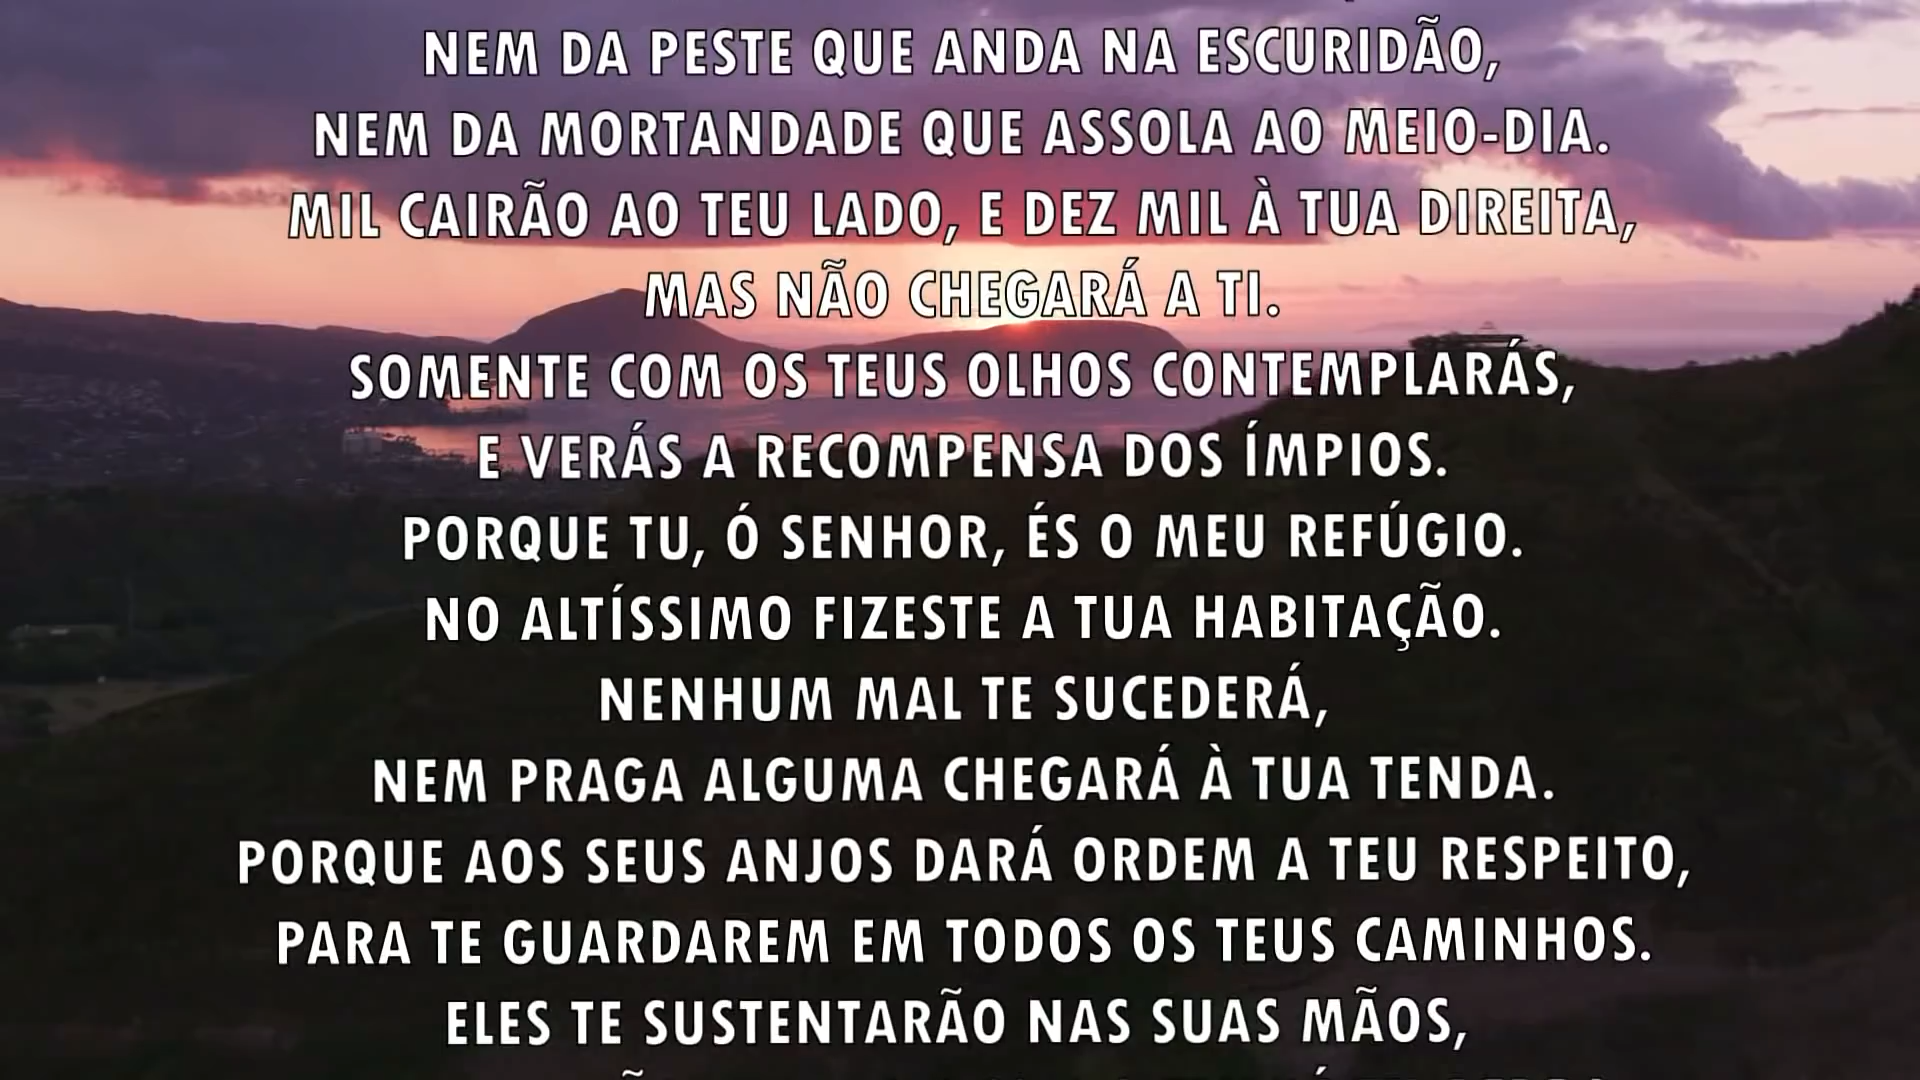 NEM DA PESTE QUE ANDA NA ESCURIDÃO,
NEM DA MORTANDADE QUE ASSOLA AO MEIO-DIA.
MIL CAIRÃO AO TEU LADO, E DEZ MIL À TUA DIREITA,
MAS NÃO CHEGARÁ A TI.
SOMENTE COM OS TEUS OLHOS CONTEMPLARÁS,
E VERÁS A RECOMPENSA DOS ÍMPIOS.
PORQUE TU, Ó SENHOR, ÉS O MEU REFÚGIO.
NO ALTÍSSIMO FIZESTE A TUA HABITAÇÃO.
NENHUM MAL TE SUCEDERÁ,
NEM PRAGA ALGUMA CHEGARÁ À TUA TENDA.
PORQUE AOS SEUS ANJOS DARÁ ORDEM A TEU RESPEITO,
PARA TE GUARDAREM EM TODOS OS TEUS CAMINHOS.
ELES TE SUSTENTARÃO NAS SUAS MÃOS,